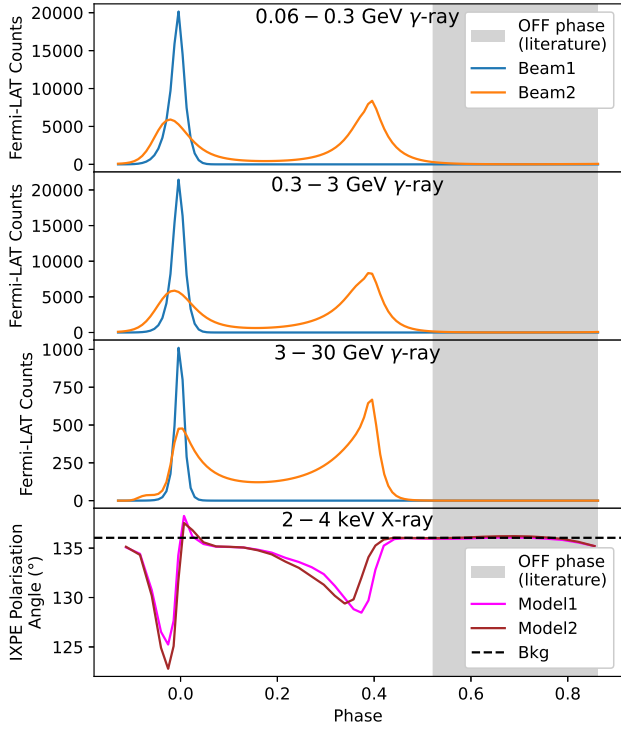 0.06 − 0.3 GeV γ-ray
20000
15000
10000
5000
0
Fermi-LAT Counts
OFF phase
(literature)
Beam1
Beam2
0.3 − 3 GeV γ-ray
20000
15000
10000
5000
0
Fermi-LAT Counts
3 − 30 GeV γ-ray
1000
750
500
250
0
Fermi-LAT Counts
2 − 4 keV X-ray
135
130
125
IXPE Polarisation
Angle (°)
OFF phase
(literature)
Model1
Model2
Bkg
0.0 0.2 0.4 0.6 0.8
Phase